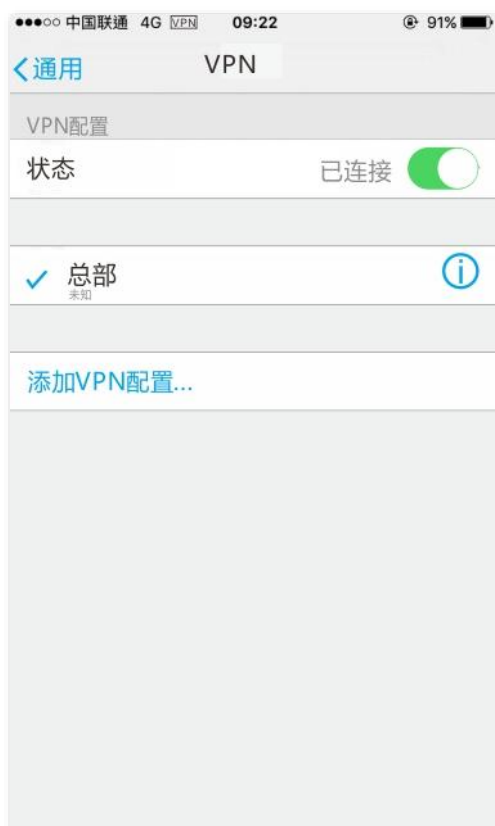 中国联通 4G VPN 09:22 91%
通用 VPN
VPN配置
状态 已连接
总部
未知
添加VPN配置...